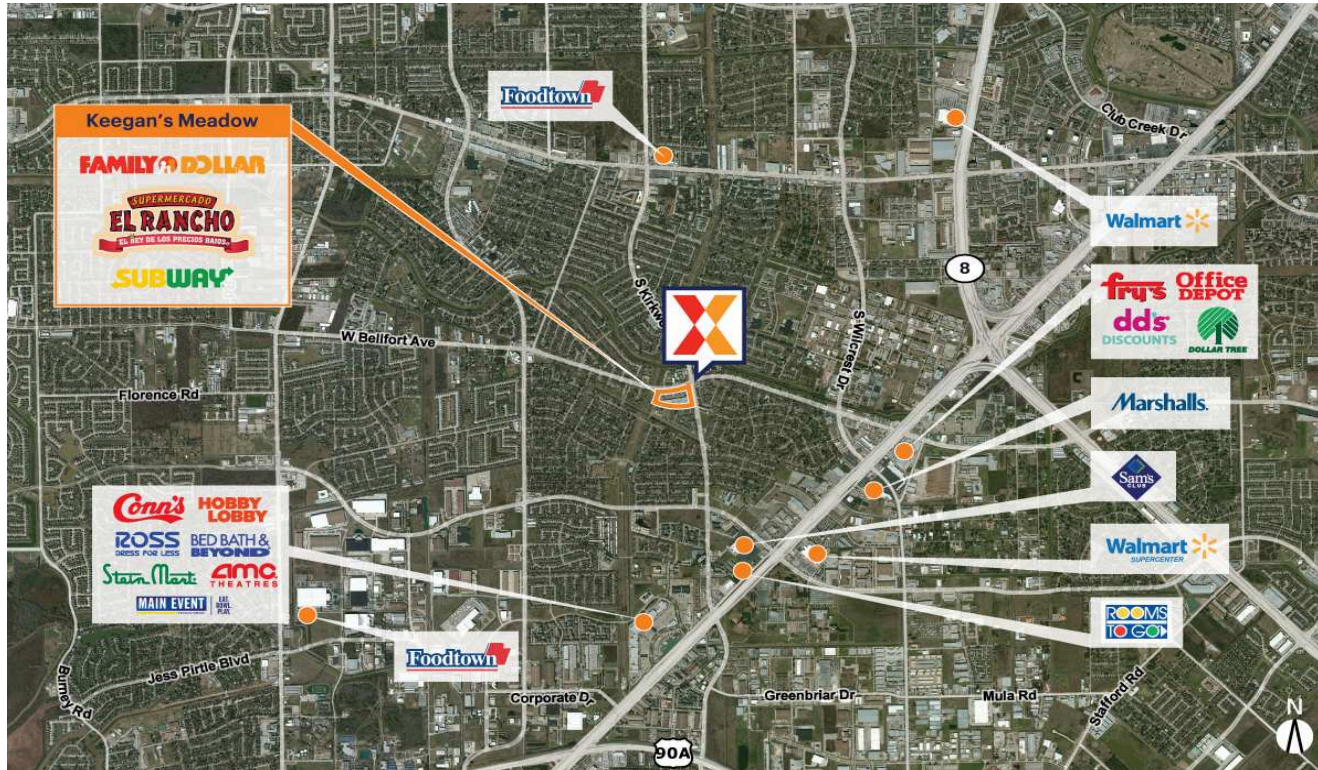 Foodtown
Club Creek Dr
Keegan's Meadow
FAMILY DOLLAR
SUPERMERCADO
EL RANCHO
EL REY DE LOS PRECIOS BAJOS
SUBWAY
Walmart
8
fry's Office DEPOT
dd's DISCOUNTS DOLLAR TREE
S Kirkw
S Wilcrest Dr
W Bellfort Ave
Florence Rd
Marshalls.
Sam's CLUB
Conn's HOBBY LOBBY
ROSS DRESS FOR LESS BED BATH & BEYOND
Stein Mart AMC THEATRES
MAIN EVENT EAT. BOWL. PLAY.
Walmart
SUPERCENTER
ROOMS
TO GO
Foodtown
Jess Pirtle Blvd
Burney Rd
Corporate Dr
Greenbriar Dr
Mula Rd
Stafford Rd
90A
N